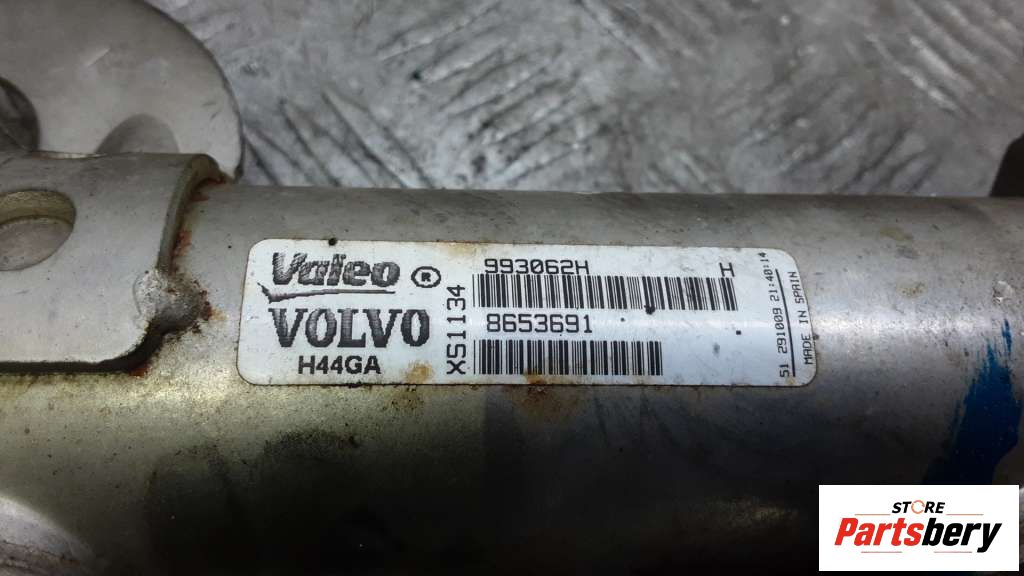 Valeo ®
VOLVO
H44GA
XS1134
993062H H
8653691
51 291009 21:40:14
MADE IN SPAIN
STORE
Partsbery